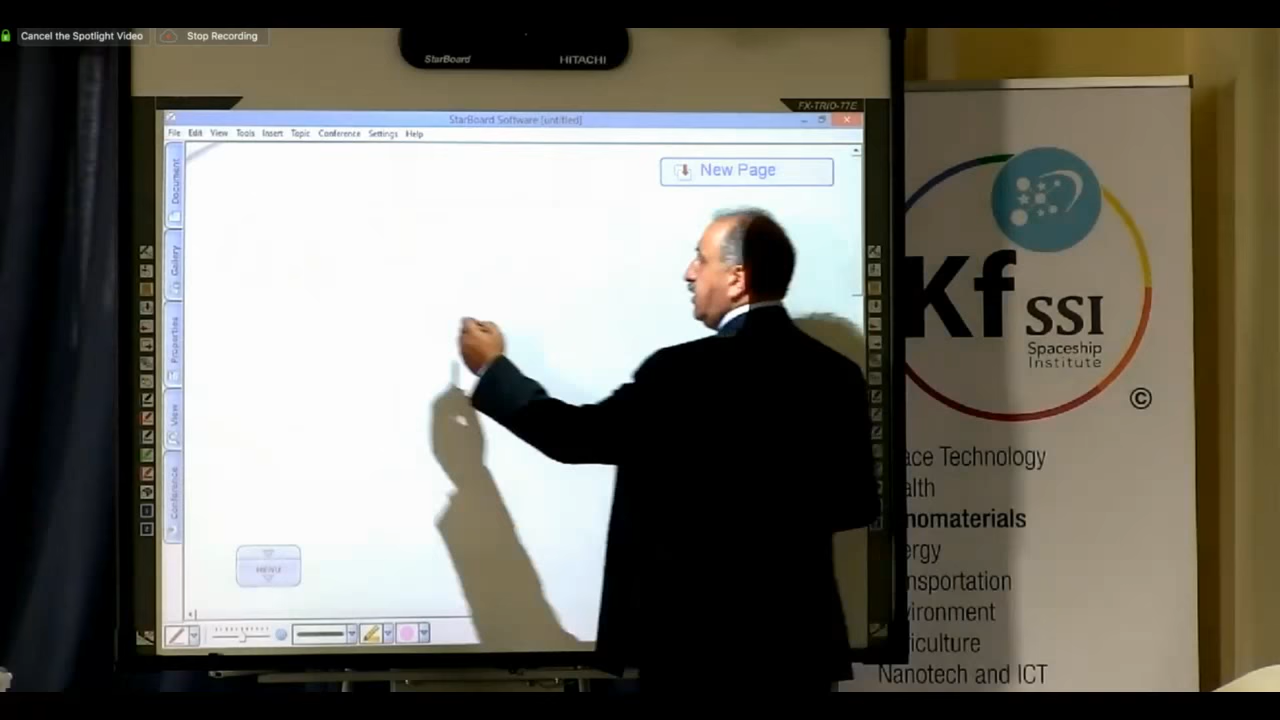 Cancel the Spotlight Video
Stop Recording
StarBoard HITACHI
FX-TRIO-77E
StarBoard Software [untitled]
File Edit View Tools Insert Topic Conference Settings Help
New Page
Document
Gallery
Properties
View
Conference
MENU
Kf SSI
Spaceship
Institute
©
ace Technology
alth
nomaterials
ergy
nsportation
vironment
iculture
Nanotech and ICT